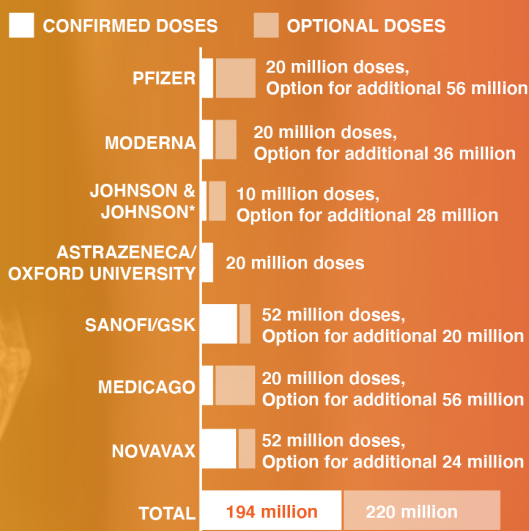 CONFIRMED DOSES
OPTIONAL DOSES
PFIZER
20 million doses,
Option for additional 56 million
MODERNA
20 million doses,
Option for additional 36 million
JOHNSON &
JOHNSON*
10 million doses,
Option for additional 28 million
ASTRAZENECA/
OXFORD UNIVERSITY
20 million doses
SANOFI/GSK
52 million doses,
Option for additional 20 million
MEDICAGO
20 million doses,
Option for additional 56 million
NOVAVAX
52 million doses,
Option for additional 24 million
TOTAL
194 million
220 million